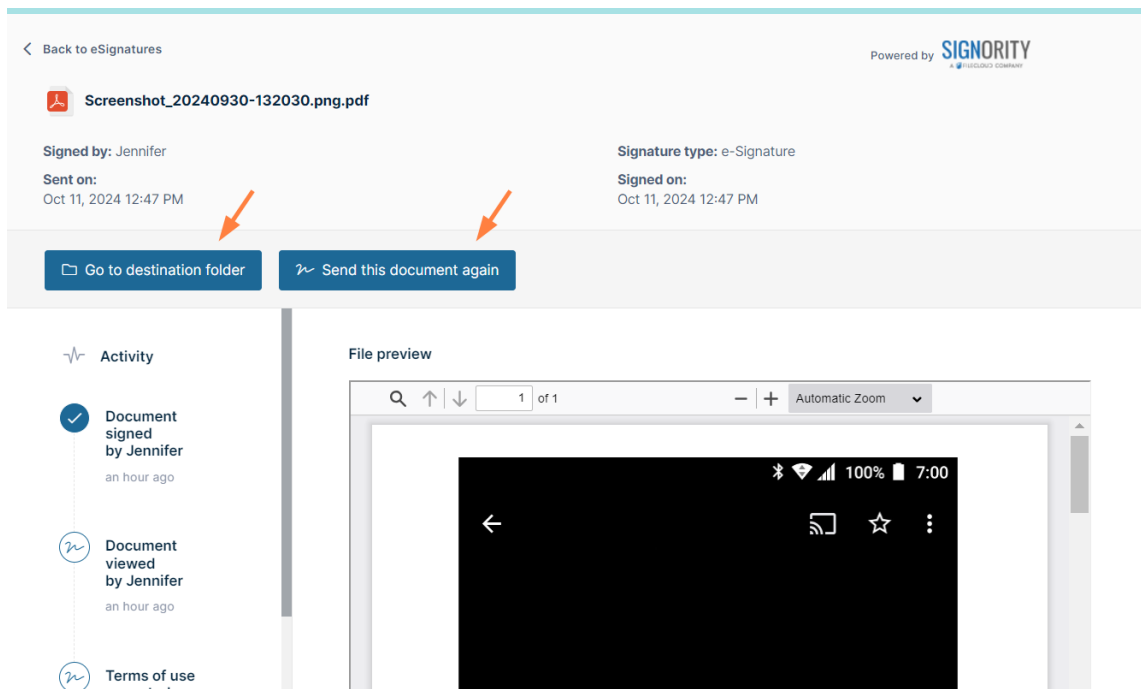 Back to eSignatures
Powered by SIGNORITY
A FILECLOUD COMPANY
Screenshot_20240930-132030.png.pdf
Signed by: Jennifer
Signature type: e-Signature
Sent on:
Signed on:
Oct 11, 2024 12:47 PM
Oct 11, 2024 12:47 PM
Go to destination folder
Send this document again
Activity
File preview
1 of 1
Automatic Zoom
Document
signed
by Jennifer
an hour ago
100% 7:00
Document
viewed
by Jennifer
an hour ago
Terms of use